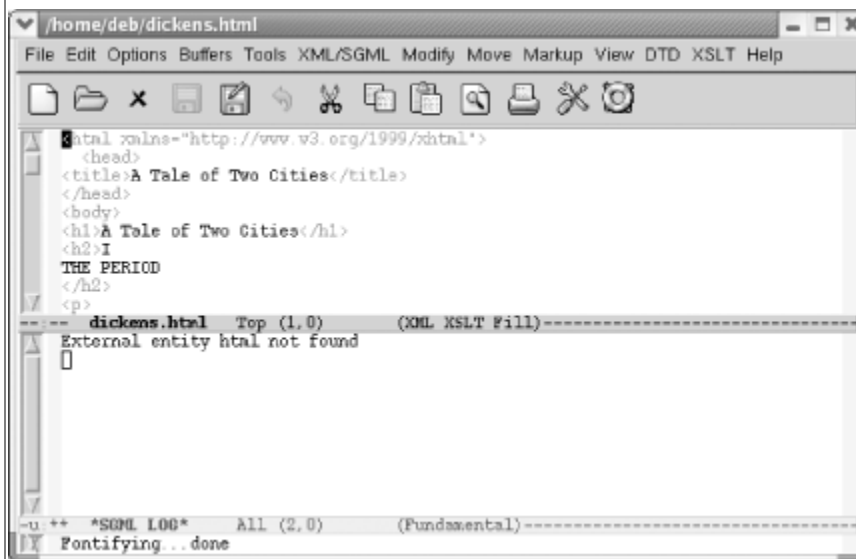 /home/deb/dickens.html
File Edit Options Buffers Tools XML/SGML Modify Move Markup View DTD XSLT Help
<html xmlns="http://www.w3.org/1999/xhtml">
<head>
<title>A Tale of Two Cities</title>
</head>
<body>
<h1>A Tale of Two Cities</h1>
<h2>I
THE PERIOD
</h2>
<p>
--:-- dickens.html Top (1,0) (XML XSLT Fill)--------------------------------
External entity html not found
-u:++ *SGML LOG* All (2,0) (Fundamental)----------------------------------
Fontifying...done